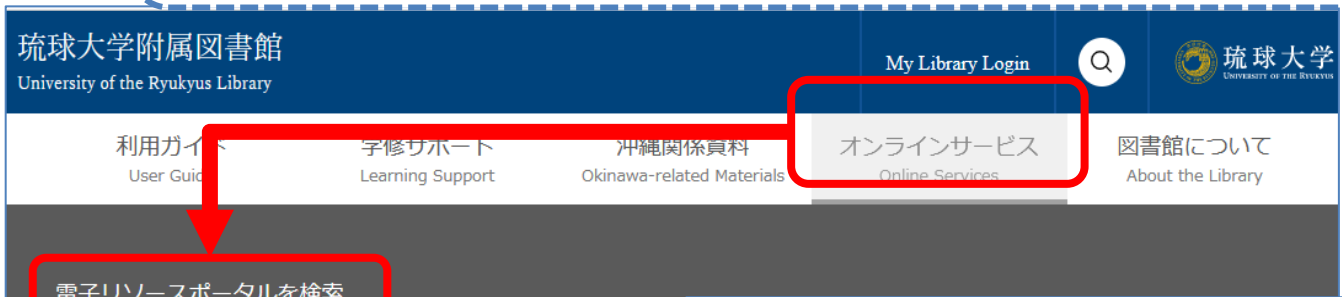 琉球大学附属図書館
University of the Ryukyus Library
My Library Login
琉球大学
UNIVERSITY OF THE RYUKYUS
利用ガイド
User Guide
学修サポート
Learning Support
沖縄関係資料
Okinawa-related Materials
オンラインサービス
Online Services
図書館について
About the Library
電子リソースポータルを検索